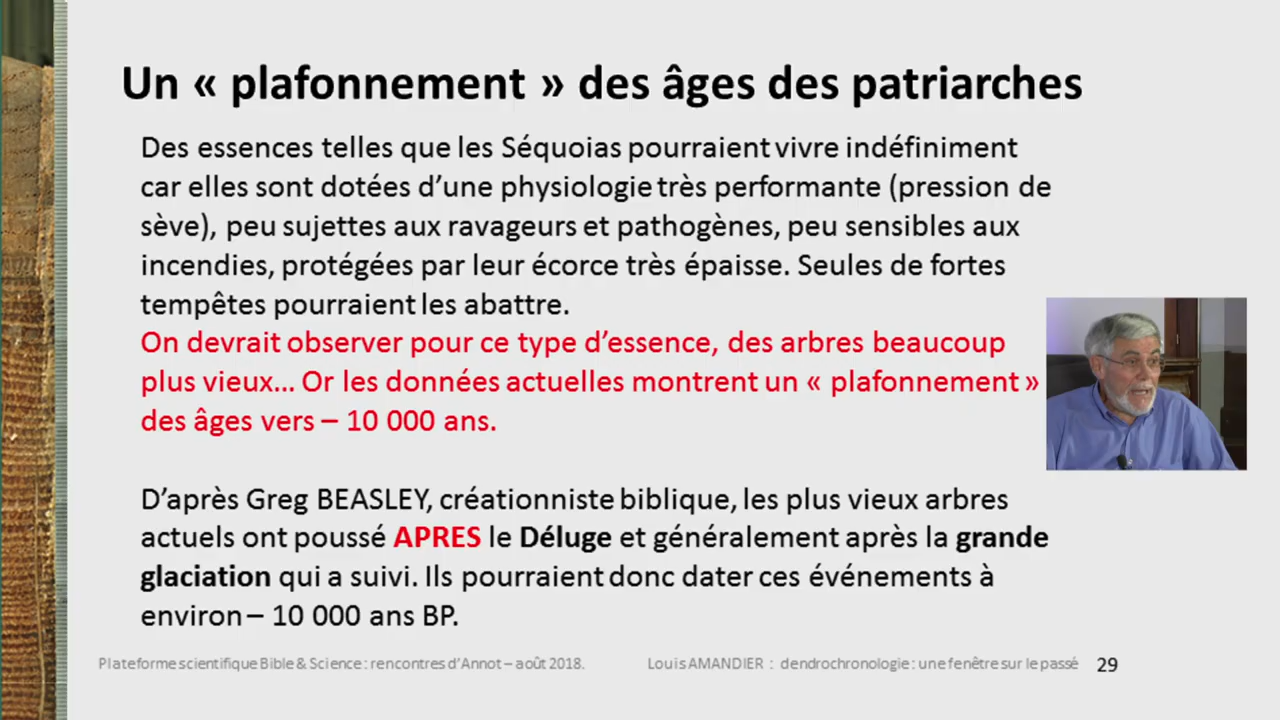 Un « plafonnement » des âges des patriarches
Des essences telles que les Séquoias pourraient vivre indéfiniment
car elles sont dotées d’une physiologie très performante (pression de
sève), peu sujettes aux ravageurs et pathogènes, peu sensibles aux
incendies, protégées par leur écorce très épaisse. Seules de fortes
tempêtes pourraient les abattre.
On devrait observer pour ce type d’essence, des arbres beaucoup
plus vieux... Or les données actuelles montrent un « plafonnement »
des âges vers – 10 000 ans.
D’après Greg BEASLEY, créationniste biblique, les plus vieux arbres
actuels ont poussé APRES le Déluge et généralement après la grande
glaciation qui a suivi. Ils pourraient donc dater ces événements à
environ – 10 000 ans BP.
Plateforme scientifique Bible & Science : rencontres d’Annot – août 2018. Louis AMANDIER : dendrochronologie : une fenêtre sur le passé 29